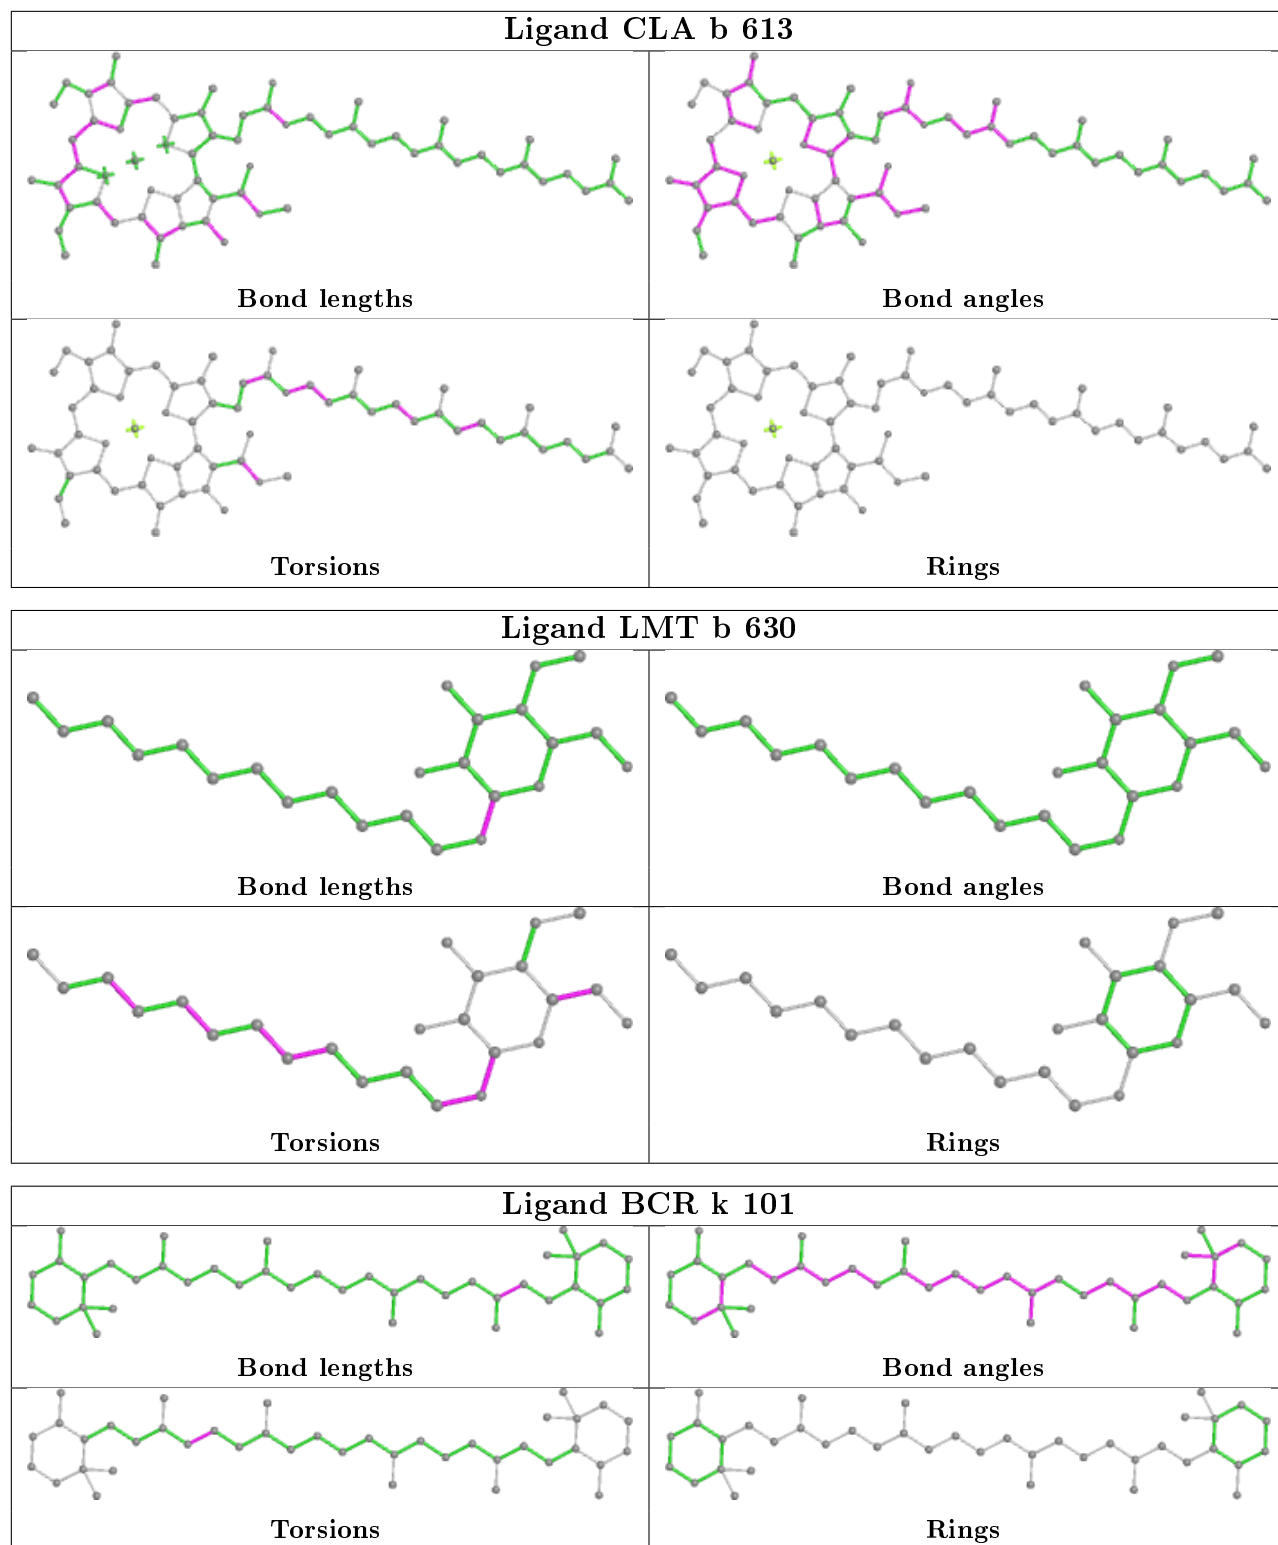 Ligand CLA b 613
Bond lengths
Bond angles
Torsions
Rings
Ligand LMT b 630
Bond lengths
Bond angles
Torsions
Rings
Ligand BCR k 101
Bond lengths
Bond angles
Torsions
Rings